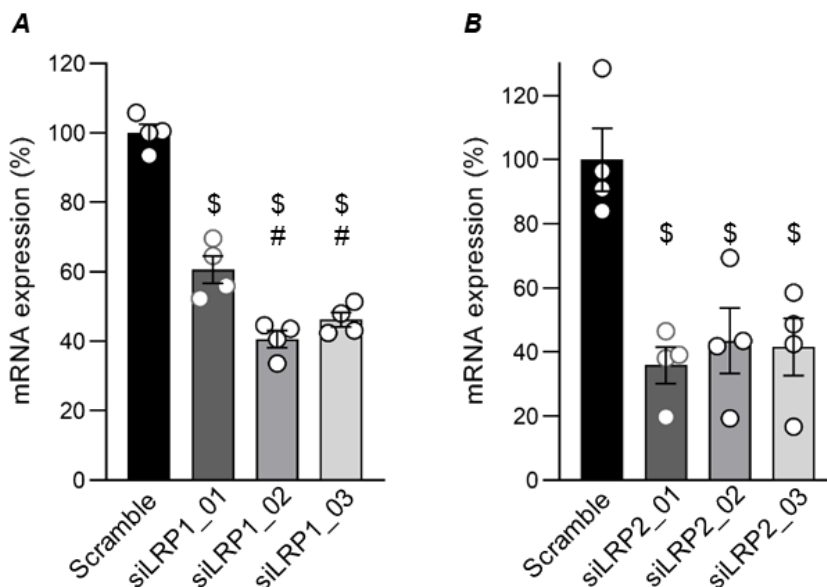 A
mRNA expression (%)
120
100
80
60
40
20
0
$
$
$
#
#
Scramble
siLRP1_01
siLRP1_02
siLRP1_03
B
mRNA expression (%)
120
100
80
60
40
20
0
$
$
$
Scramble
siLRP2_01
siLRP2_02
siLRP2_03